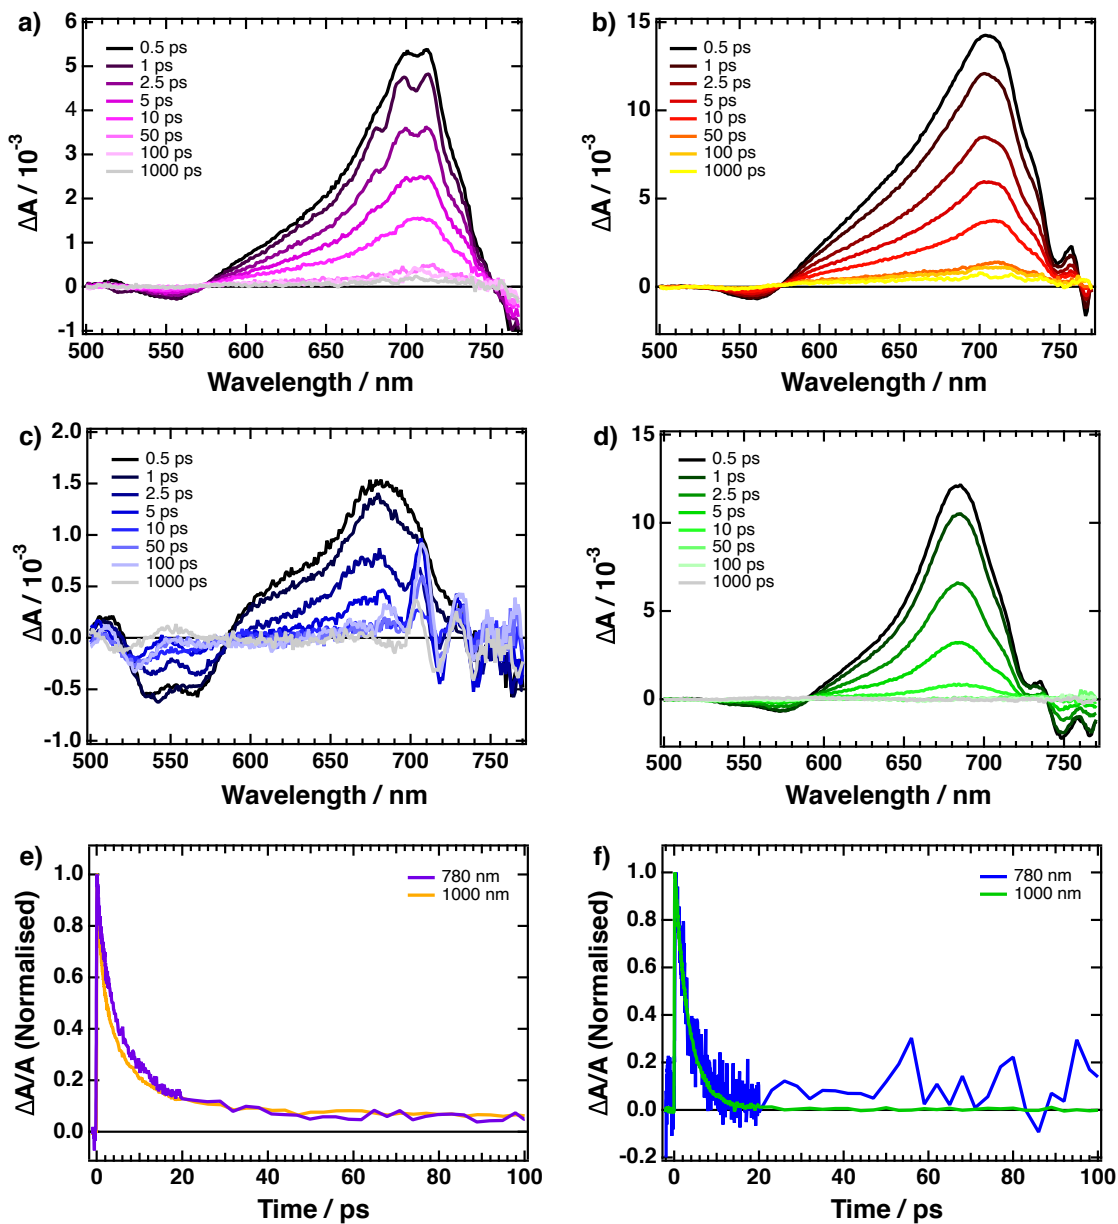 a)
ΔA / 10⁻³
6
5
4
3
2
1
0
-1
0.5 ps
1 ps
2.5 ps
5 ps
10 ps
50 ps
100 ps
1000 ps
500 550 600 650 700 750
Wavelength / nm
b)
ΔA / 10⁻³
15
10
5
0
0.5 ps
1 ps
2.5 ps
5 ps
10 ps
50 ps
100 ps
1000 ps
500 550 600 650 700 750
Wavelength / nm
c)
ΔA / 10⁻³
2.0
1.5
1.0
0.5
0.0
-0.5
-1.0
0.5 ps
1 ps
2.5 ps
5 ps
10 ps
50 ps
100 ps
1000 ps
500 550 600 650 700 750
Wavelength / nm
d)
ΔA / 10⁻³
15
10
5
0
0.5 ps
1 ps
2.5 ps
5 ps
10 ps
50 ps
100 ps
1000 ps
500 550 600 650 700 750
Wavelength / nm
e)
ΔA/A (Normalised)
1.0
0.8
0.6
0.4
0.2
0.0
780 nm
1000 nm
0 20 40 60 80 100
Time / ps
f)
ΔA/A (Normalised)
1.0
0.8
0.6
0.4
0.2
0.0
-0.2
780 nm
1000 nm
0 20 40 60 80 100
Time / ps